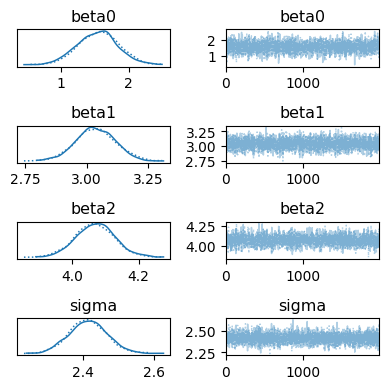 beta0 beta0
2
1
1 2 0 1000
beta1 beta1
3.25
3.00
2.75
2.75 3.00 3.25 0 1000
beta2 beta2
4.25
4.00
4.0 4.2 0 1000
sigma sigma
2.50
2.25
2.4 2.6 0 1000